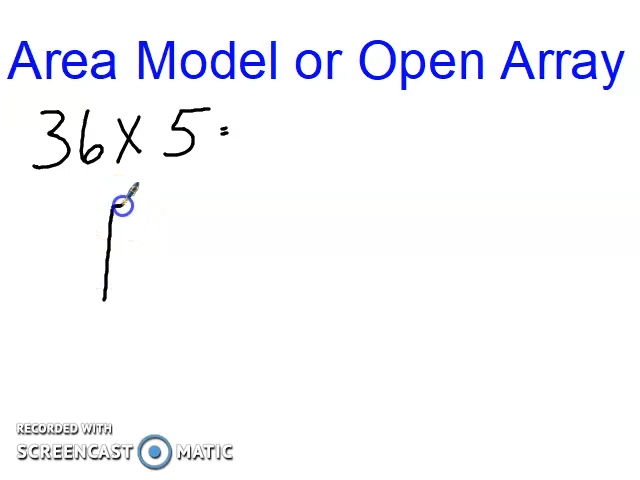 Area Model or Open Array
36 x 5 =
RECORDED WITH
SCREENCAST MATIC